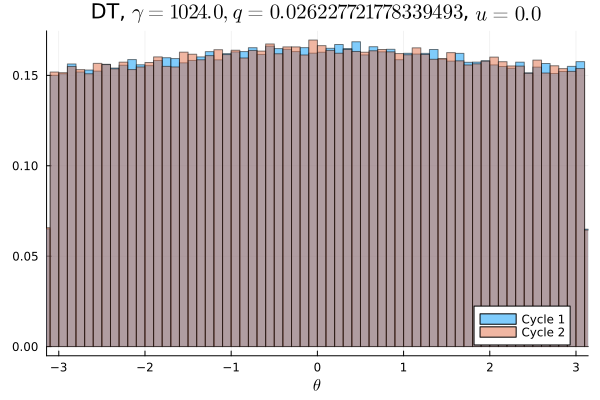 DT, γ = 1024.0, q = 0.026227721778339493, u = 0.0
0.15
0.10
0.05
0.00
−3 −2 −1 0 1 2 3
θ
Cycle 1
Cycle 2